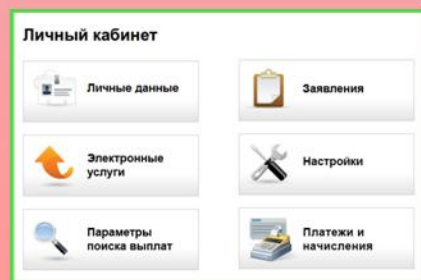 Личный кабинет
Личные данные
Заявления
Электронные
услуги
Настройки
Параметры
поиска выплат
Платежи и
начисления